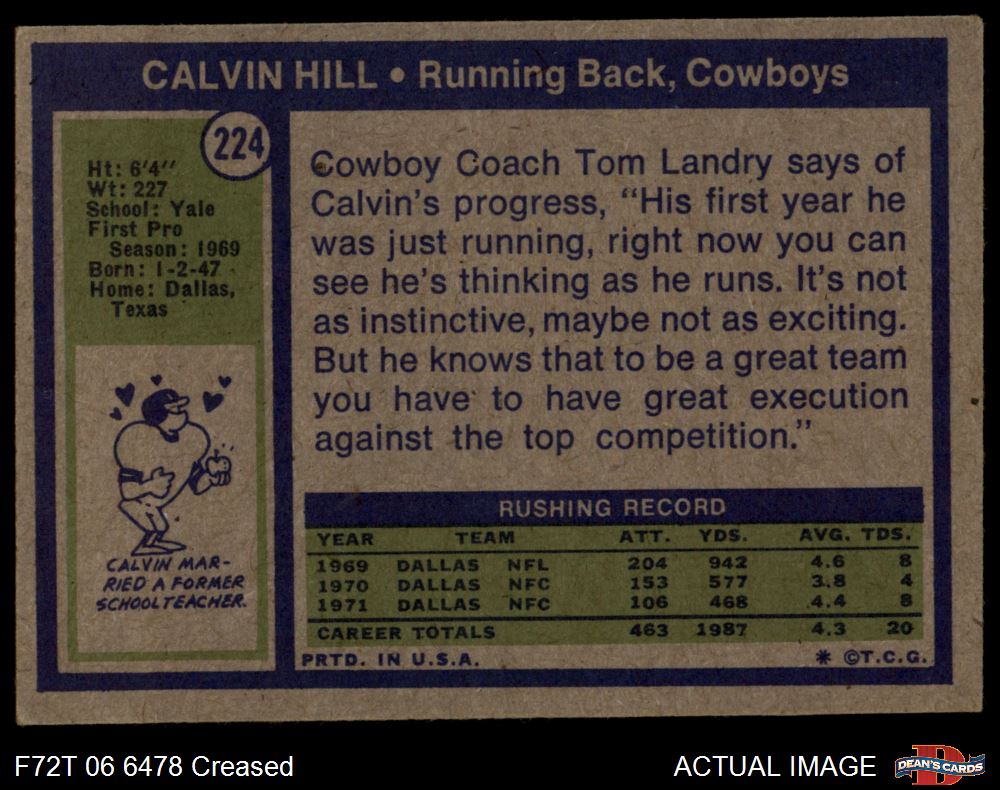 CALVIN HILL • Running Back, Cowboys
224
Ht: 6'4''
Wt: 227
School: Yale
First Pro
Season: 1969
Born: 1-2-47
Home: Dallas,
Texas
CALVIN MAR-
RIED A FORMER
SCHOOLTEACHER.
Cowboy Coach Tom Landry says of
Calvin's progress, "His first year he
was just running, right now you can
see he's thinking as he runs. It's not
as instinctive, maybe not as exciting.
But he knows that to be a great team
you have to have great execution
against the top competition."
RUSHING RECORD
YEAR TEAM ATT. YDS. AVG. TDS.
1969 DALLAS NFL 204 942 4.6 8
1970 DALLAS NFC 153 577 3.8 4
1971 DALLAS NFC 106 468 4.4 8
CAREER TOTALS 463 1987 4.3 20
PRTD. IN U.S.A. * ©T.C.G.
F72T 06 6478 Creased
ACTUAL IMAGE
D
DEAN'S CARDS